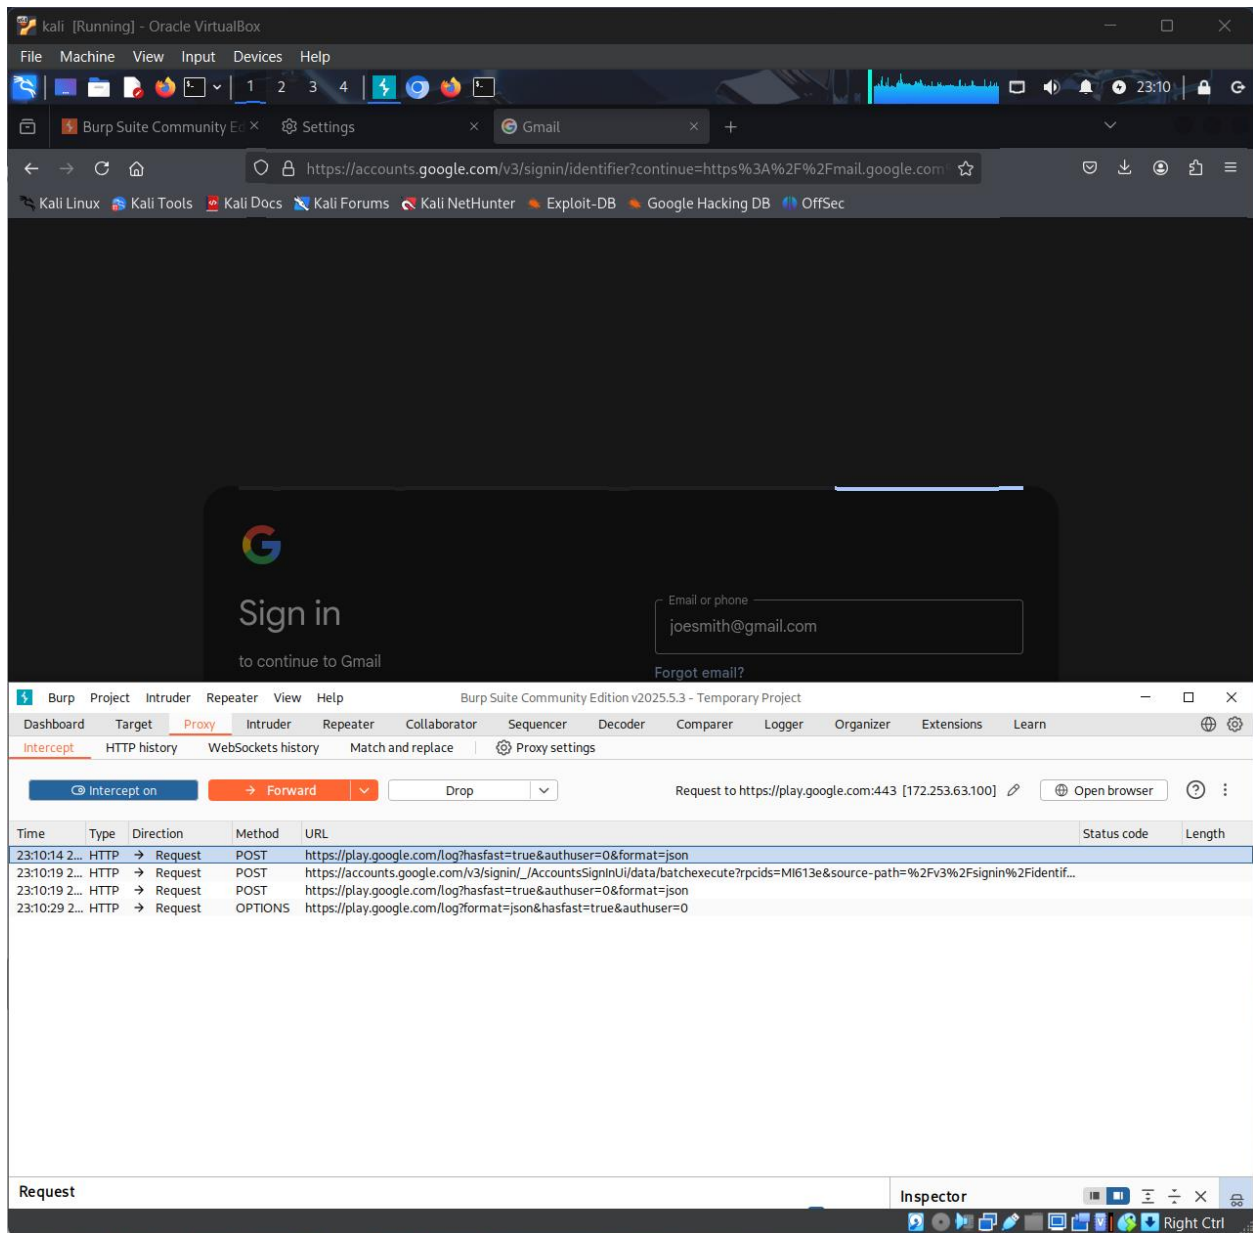 kali [Running] - Oracle VirtualBox
File Machine View Input Devices Help
1 2 3 4 23:10
Burp Suite Community Ed Settings Gmail
https://accounts.google.com/v3/signin/identifier?continue=https%3A%2F%2Fmail.google.com
Kali Linux Kali Tools Kali Docs Kali Forums Kali NetHunter Exploit-DB Google Hacking DB OffSec
Sign in
to continue to Gmail
Email or phone
joesmith@gmail.com
Forgot email?
Burp Project Intruder Repeater View Help Burp Suite Community Edition v2025.5.3 - Temporary Project
Dashboard Target Proxy Intruder Repeater Collaborator Sequencer Decoder Comparer Logger Organizer Extensions Learn
Intercept HTTP history WebSockets history Match and replace Proxy settings
Intercept on Forward Drop Request to https://play.google.com:443 [172.253.63.100] Open browser
Time Type Direction Method URL Status code Length
23:10:14 2... HTTP → Request POST https://play.google.com/log?hasfast=true&authuser=0&format=json
23:10:19 2... HTTP → Request POST https://accounts.google.com/v3/signin/_/AccountsSignInUi/data/batchexecute?rpcids=MI613e&source-path=%2Fv3%2Fsignin%2Fidentif...
23:10:19 2... HTTP → Request POST https://play.google.com/log?hasfast=true&authuser=0&format=json
23:10:29 2... HTTP → Request OPTIONS https://play.google.com/log?format=json&hasfast=true&authuser=0
Request Inspector
Right Ctrl